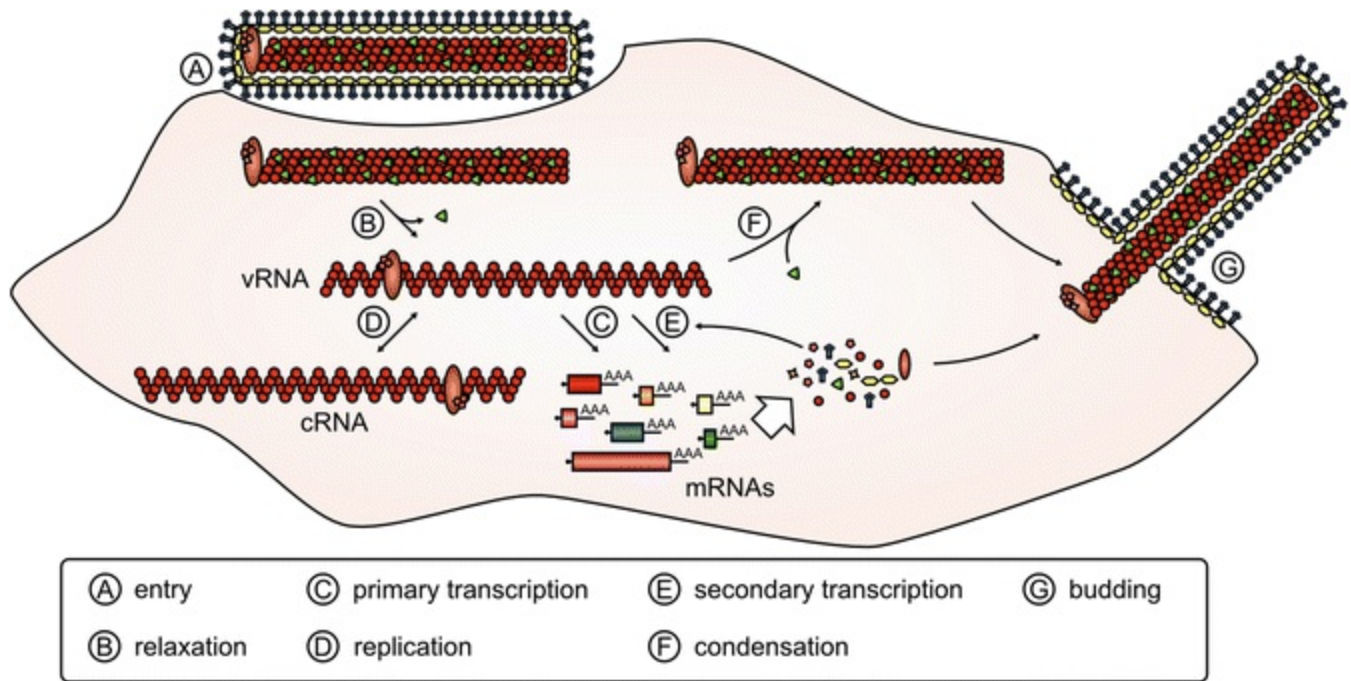 A
B
F
vRNA
G
D
C
E
cRNA
AAA
AAA
AAA
AAA
AAA
AAA
AAA
mRNAs
A entry
C primary transcription
E secondary transcription
G budding
B relaxation
D replication
F condensation